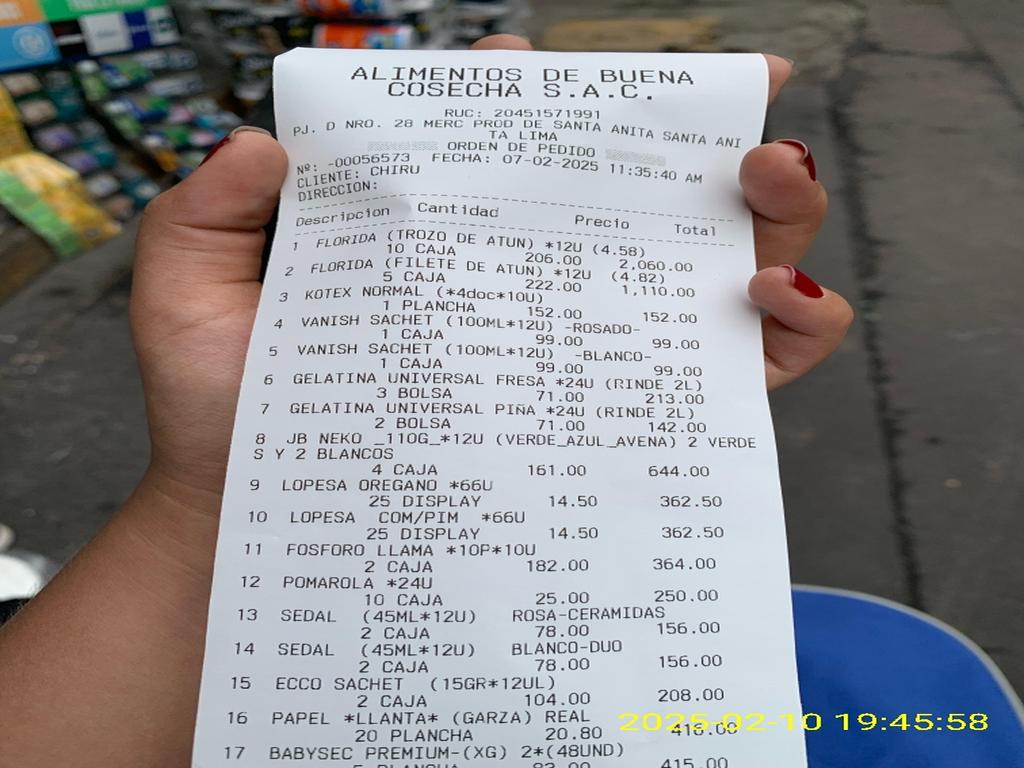 ALIMENTOS DE BUENA
COSECHA S.A.C.
RUC: 20451571991
PJ. D NRO. 28 MERC PROD DE SANTA ANITA SANTA ANI
TA LIMA
ORDEN DE PEDIDO
Nº: -00056573 FECHA: 07-02-2025 11:35:40 AM
CLIENTE: CHIRU
DIRECCION:
Descripcion Cantidad Precio Total
1 FLORIDA (TROZO DE ATUN) *12U (4.58)
10 CAJA 206.00 2,060.00
2 FLORIDA (FILETE DE ATUN) *12U (4.82)
5 CAJA 222.00 1,110.00
3 KOTEX NORMAL (*4doc*10U)
1 PLANCHA 152.00 152.00
4 VANISH SACHET (100ML*12U) -ROSADO-
1 CAJA 99.00 99.00
5 VANISH SACHET (100ML*12U) -BLANCO-
1 CAJA 99.00 99.00
6 GELATINA UNIVERSAL FRESA *24U (RINDE 2L)
3 BOLSA 71.00 213.00
7 GELATINA UNIVERSAL PIÑA *24U (RINDE 2L)
2 BOLSA 71.00 142.00
8 JB NEKO _110G_*12U (VERDE_AZUL_AVENA) 2 VERDE
S Y 2 BLANCOS
4 CAJA 161.00 644.00
9 LOPESA OREGANO *66U
25 DISPLAY 14.50 362.50
10 LOPESA COM/PIM *66U
25 DISPLAY 14.50 362.50
11 FOSFORO LLAMA *10P*10U
2 CAJA 182.00 364.00
12 POMAROLA *24U
10 CAJA 25.00 250.00
13 SEDAL (45ML*12U) ROSA-CERAMIDAS
2 CAJA 78.00 156.00
14 SEDAL (45ML*12U) BLANCO-DUO
2 CAJA 78.00 156.00
15 ECCO SACHET (15GR*12UL)
2 CAJA 104.00 208.00
16 PAPEL *LLANTA* (GARZA) REAL
20 PLANCHA 20.80 416.00
17 BABYSEC PREMIUM-(XG) 2*(48UND)
5 PLANCHA 83.00 415.00
2025-02-10 19:45:58